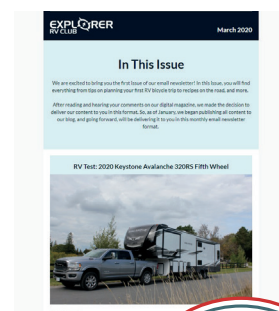 EXPLORER
RV CLUB
March 2020
In This Issue
We are excited to bring you the first issue of our email newsletter! In this issue, you will find
everything from tips on planning your first RV bicycle trip to recipes on the road, and more.
After reading and hearing your comments on our digital magazine, we made the decision to
deliver our content to you in this format. So, as of January, we began publishing all content to
our blog, and going forward, will be delivering it to you in this monthly email newsletter
format.
RV Test: 2020 Keystone Avalanche 320RS Fifth Wheel